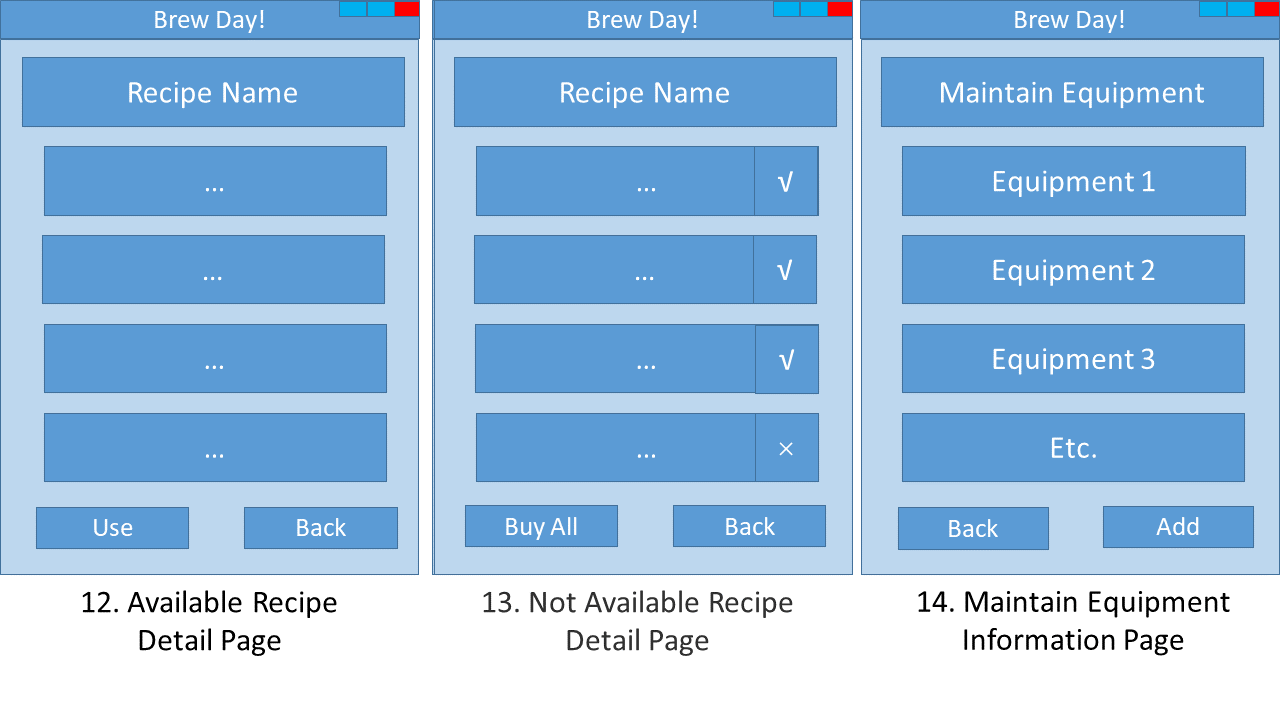 Brew Day!
Recipe Name
...
...
...
...
Use
Back
12. Available Recipe
Detail Page
Brew Day!
Recipe Name
... √
... √
... √
... ×
Buy All
Back
13. Not Available Recipe
Detail Page
Brew Day!
Maintain Equipment
Equipment 1
Equipment 2
Equipment 3
Etc.
Back
Add
14. Maintain Equipment
Information Page